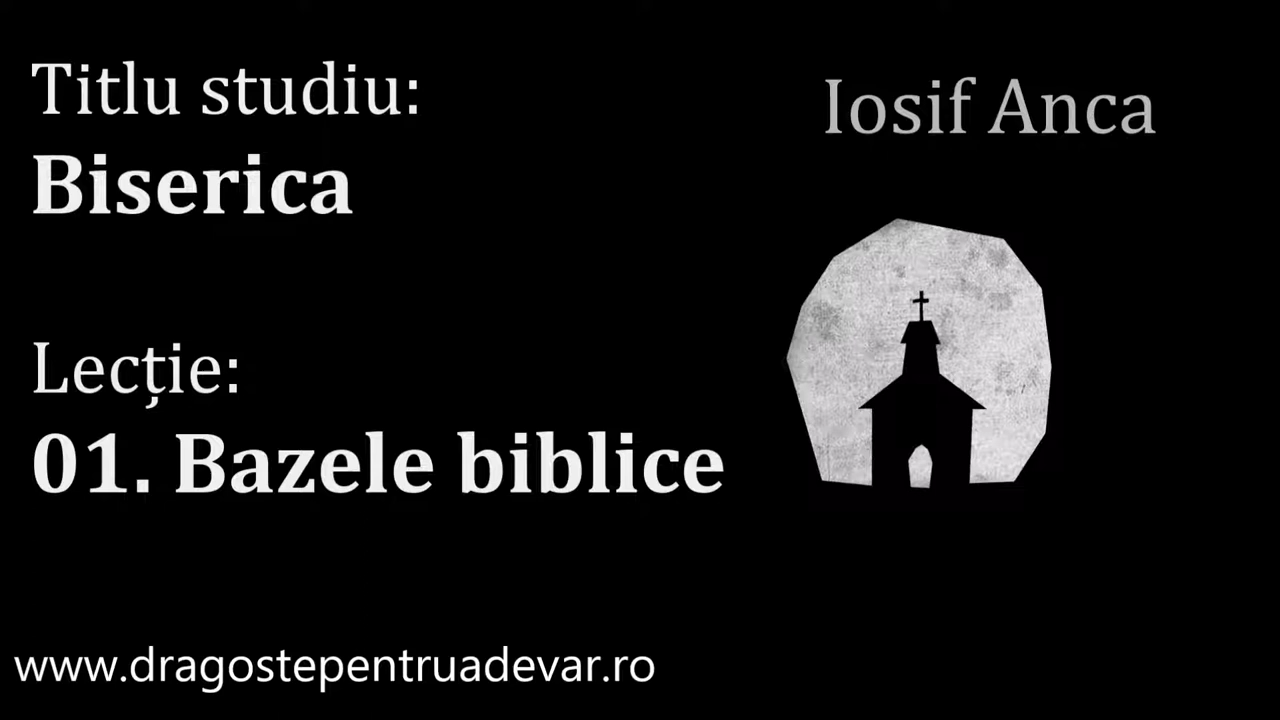 Titlu studiu:
Biserica
Iosif Anca
Lecție:
01. Bazele biblice
www.dragostepentruadevar.ro